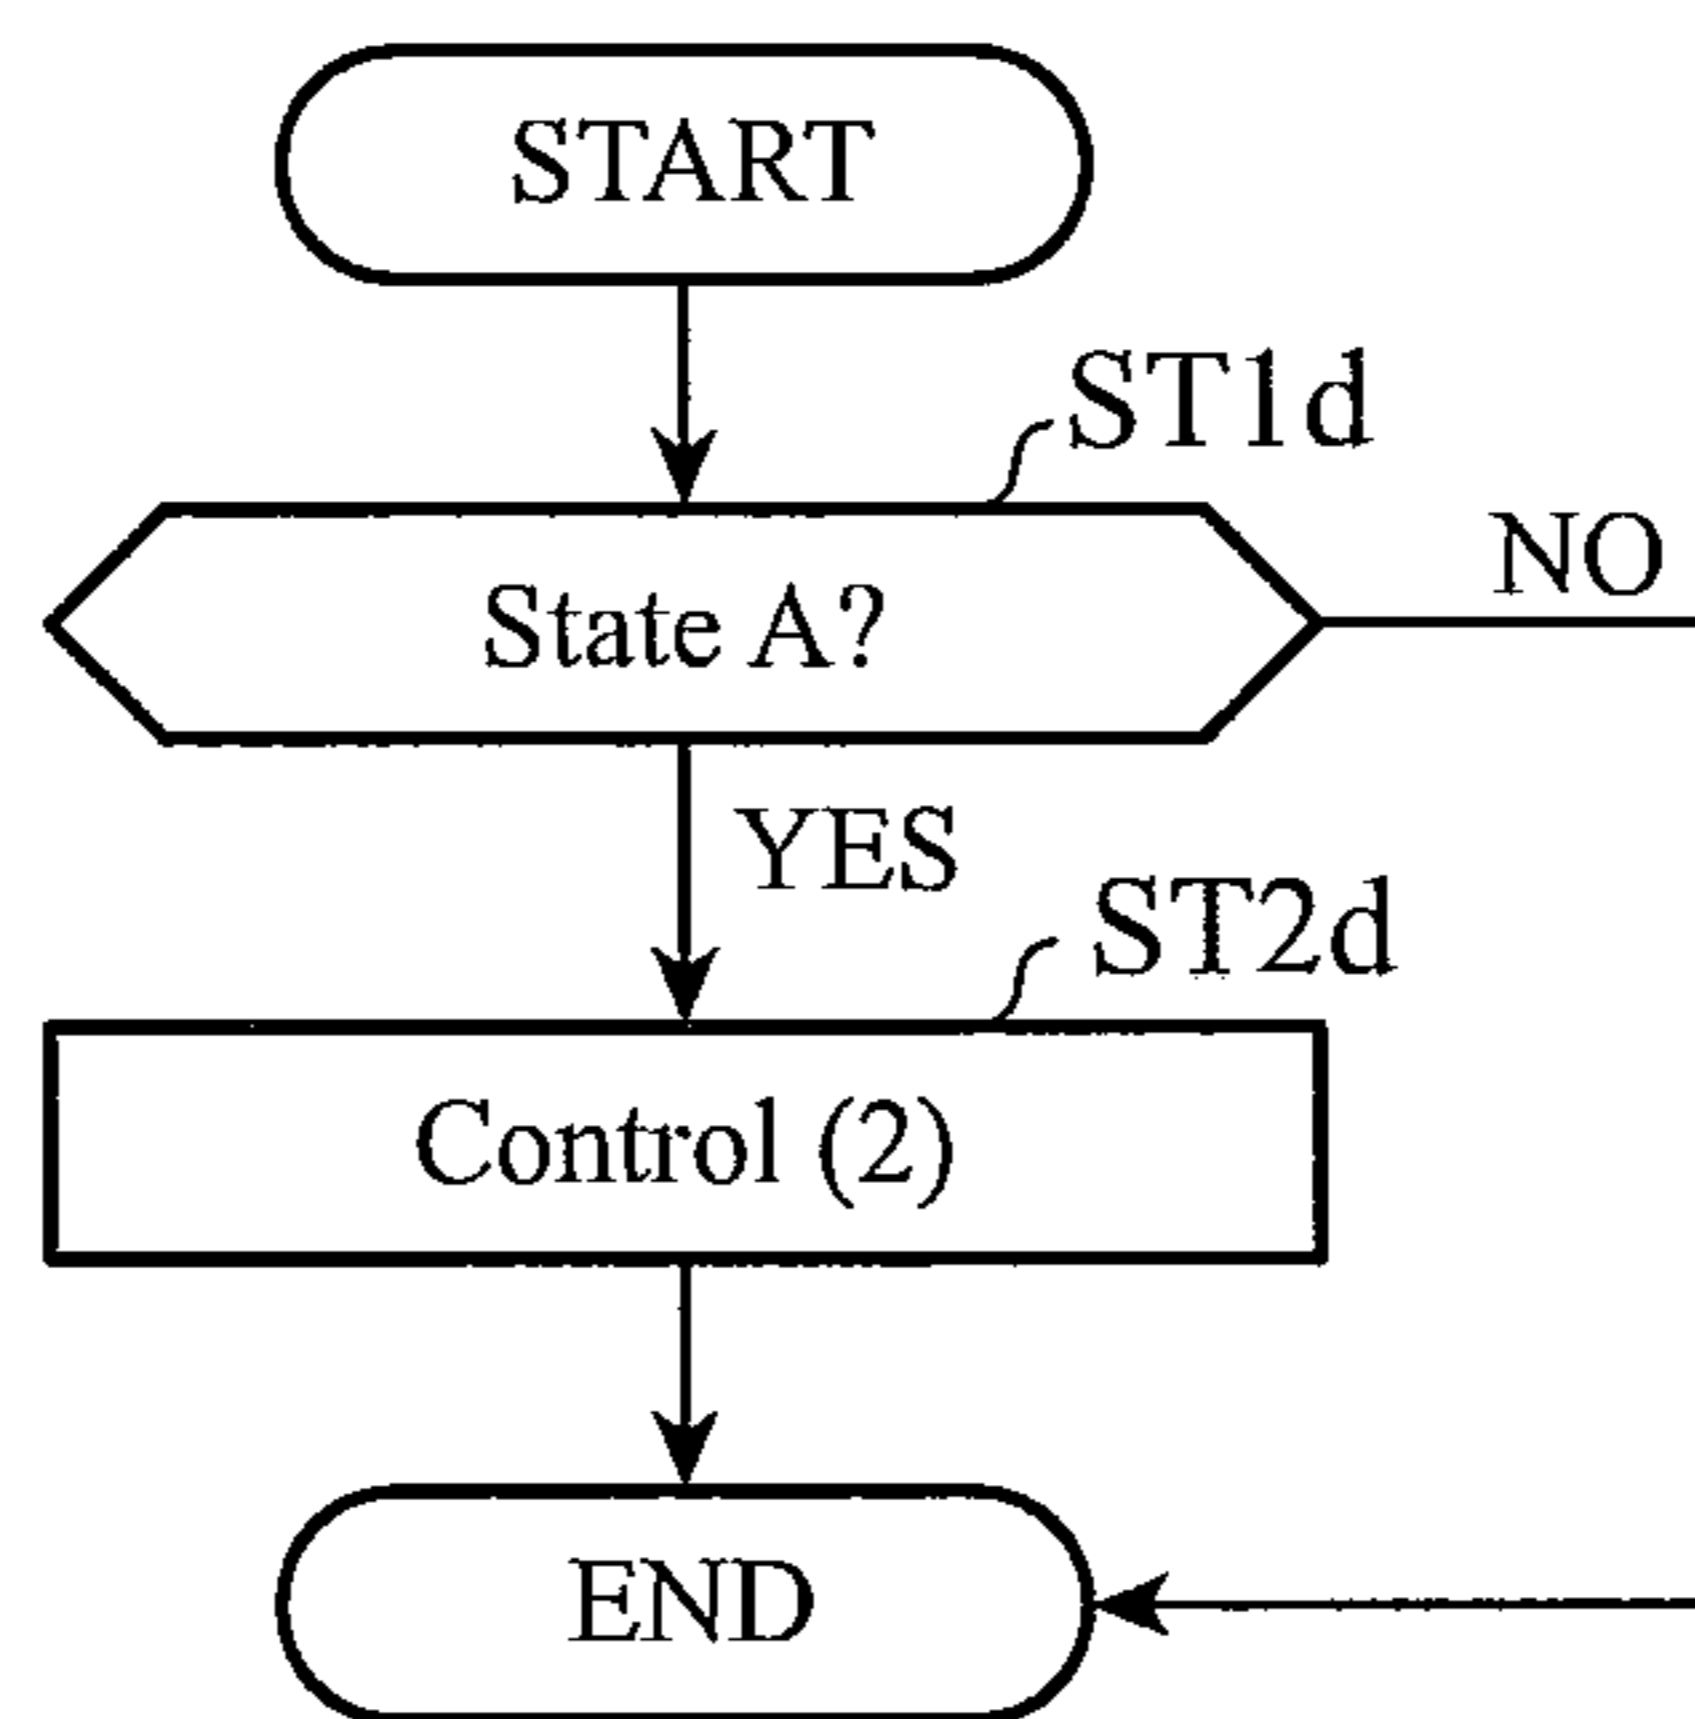 START
ST1d
NO
State A?
YES
ST2d
Control (2)
END